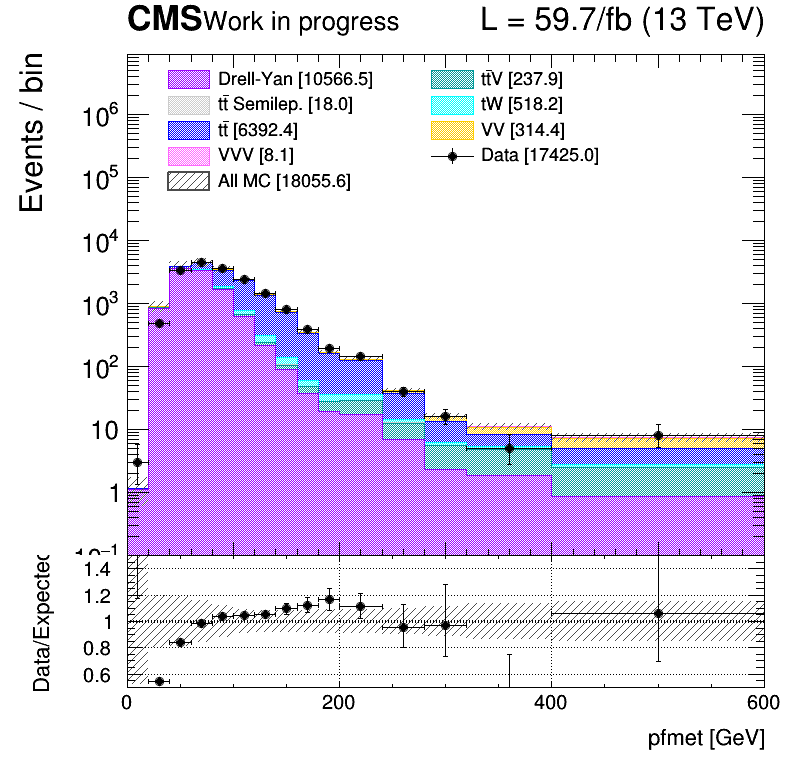 CMS Work in progress L = 59.7/fb (13 TeV)
Events / bin
Drell-Yan [10566.5] tt̄V [237.9]
tt̄ Semilep. [18.0] tW [518.2]
tt̄ [6392.4] VV [314.4]
VVV [8.1] Data [17425.0]
All MC [18055.6]
10⁶
10⁵
10⁴
10³
10²
10
1
10⁻¹
Data/Expected
1.4
1.2
1
0.8
0.6
0 200 400 600
pfmet [GeV]